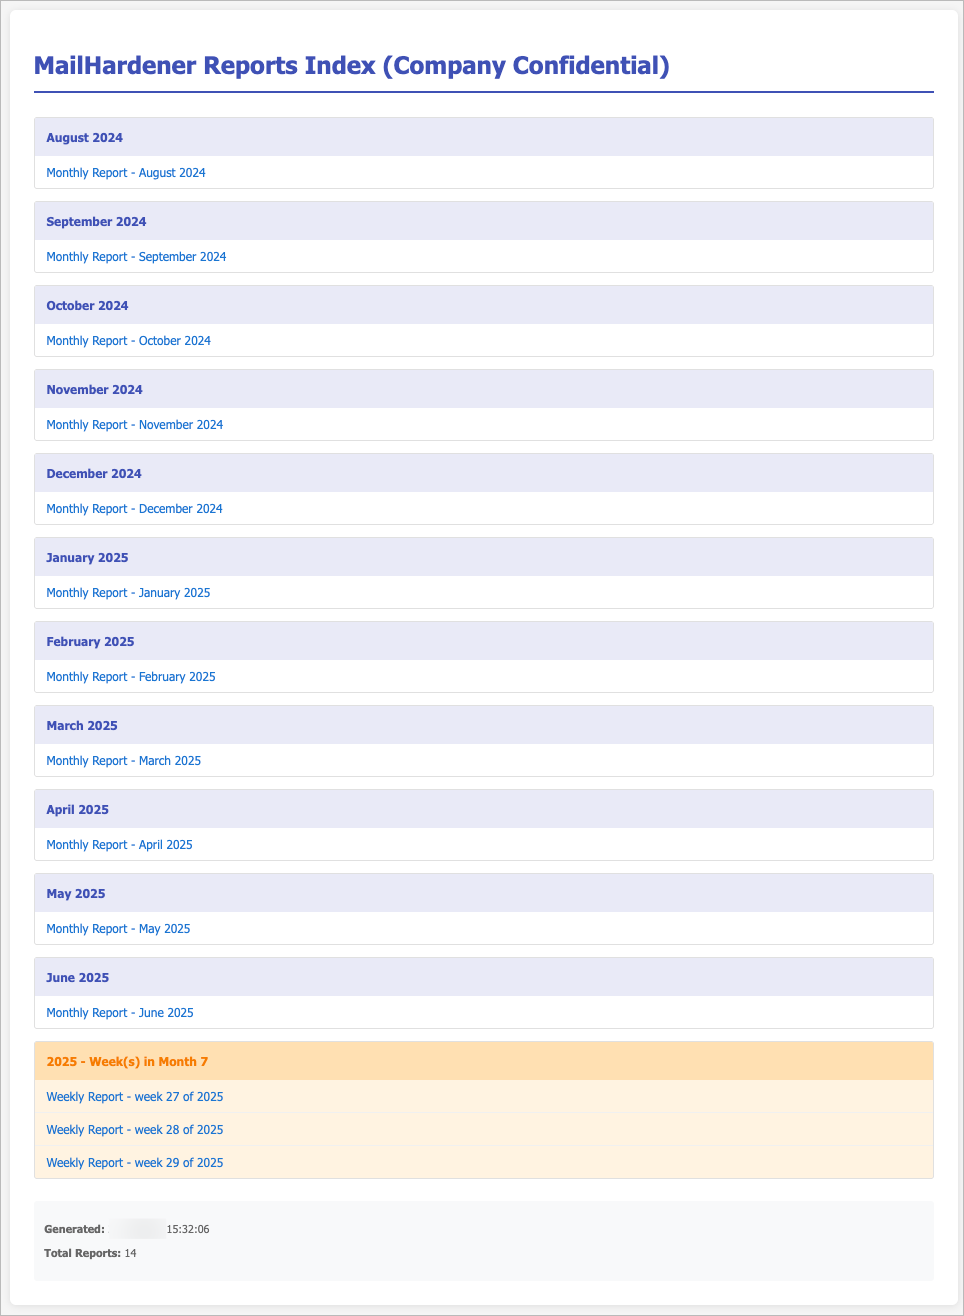 MailHardener Reports Index (Company Confidential)
August 2024
Monthly Report - August 2024
September 2024
Monthly Report - September 2024
October 2024
Monthly Report - October 2024
November 2024
Monthly Report - November 2024
December 2024
Monthly Report - December 2024
January 2025
Monthly Report - January 2025
February 2025
Monthly Report - February 2025
March 2025
Monthly Report - March 2025
April 2025
Monthly Report - April 2025
May 2025
Monthly Report - May 2025
June 2025
Monthly Report - June 2025
2025 - Week(s) in Month 7
Weekly Report - week 27 of 2025
Weekly Report - week 28 of 2025
Weekly Report - week 29 of 2025
Generated: 15:32:06
Total Reports: 14